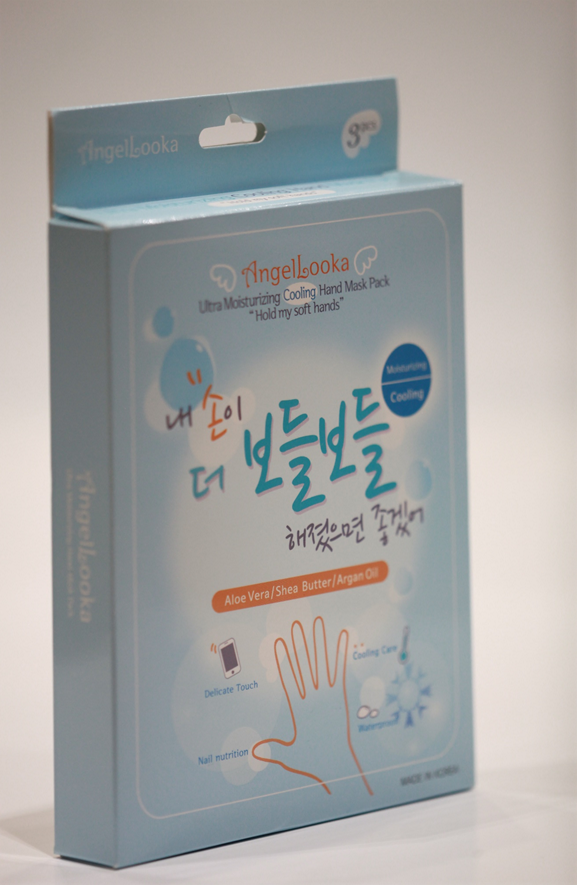 AngelLooka
3pcs
AngelLooka
Ultra Moisturizing Cooling Hand Mask Pack
"Hold my soft hands"
Moisturizing
Cooling
내 손이
더 보들보들
해졌으면 좋겠어
Aloe Vera/Shea Butter/Argan Oil
Delicate Touch
Cooling Care
Waterproof
Nail nutrition
MADE IN KOREA
AngelLooka